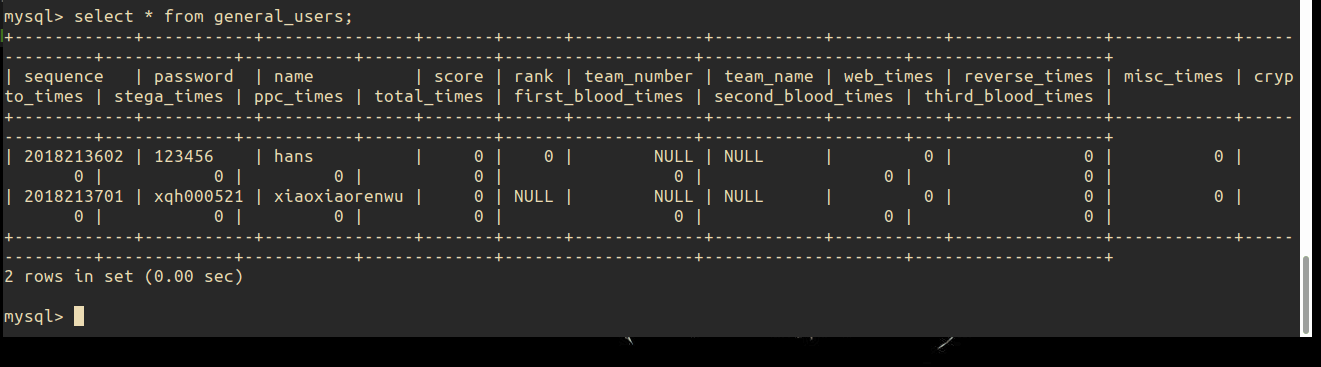 mysql> select * from general_users;
+------------+-----------+---------------+-------+------+-------------+-----------+-----------+---------------+------------+-----
---------+-------------+-----------+-------------+-------------------+--------------------+-------------------+
| sequence   | password  | name          | score | rank | team_number | team_name | web_times | reverse_times | misc_times | cryp
to_times | stega_times | ppc_times | total_times | first_blood_times | second_blood_times | third_blood_times |
+------------+-----------+---------------+-------+------+-------------+-----------+-----------+---------------+------------+-----
---------+-------------+-----------+-------------+-------------------+--------------------+-------------------+
| 2018213602 | 123456    | hans          |     0 |    0 |        NULL | NULL      |         0 |             0 |          0 |
       0 |           0 |         0 |           0 |                 0 |                  0 |                 0 |
| 2018213701 | xqh000521 | xiaoxiaorenwu |     0 | NULL |        NULL | NULL      |         0 |             0 |          0 |
       0 |           0 |         0 |           0 |                 0 |                  0 |                 0 |
+------------+-----------+---------------+-------+------+-------------+-----------+-----------+---------------+------------+-----
---------+-------------+-----------+-------------+-------------------+--------------------+-------------------+
2 rows in set (0.00 sec)
mysql>